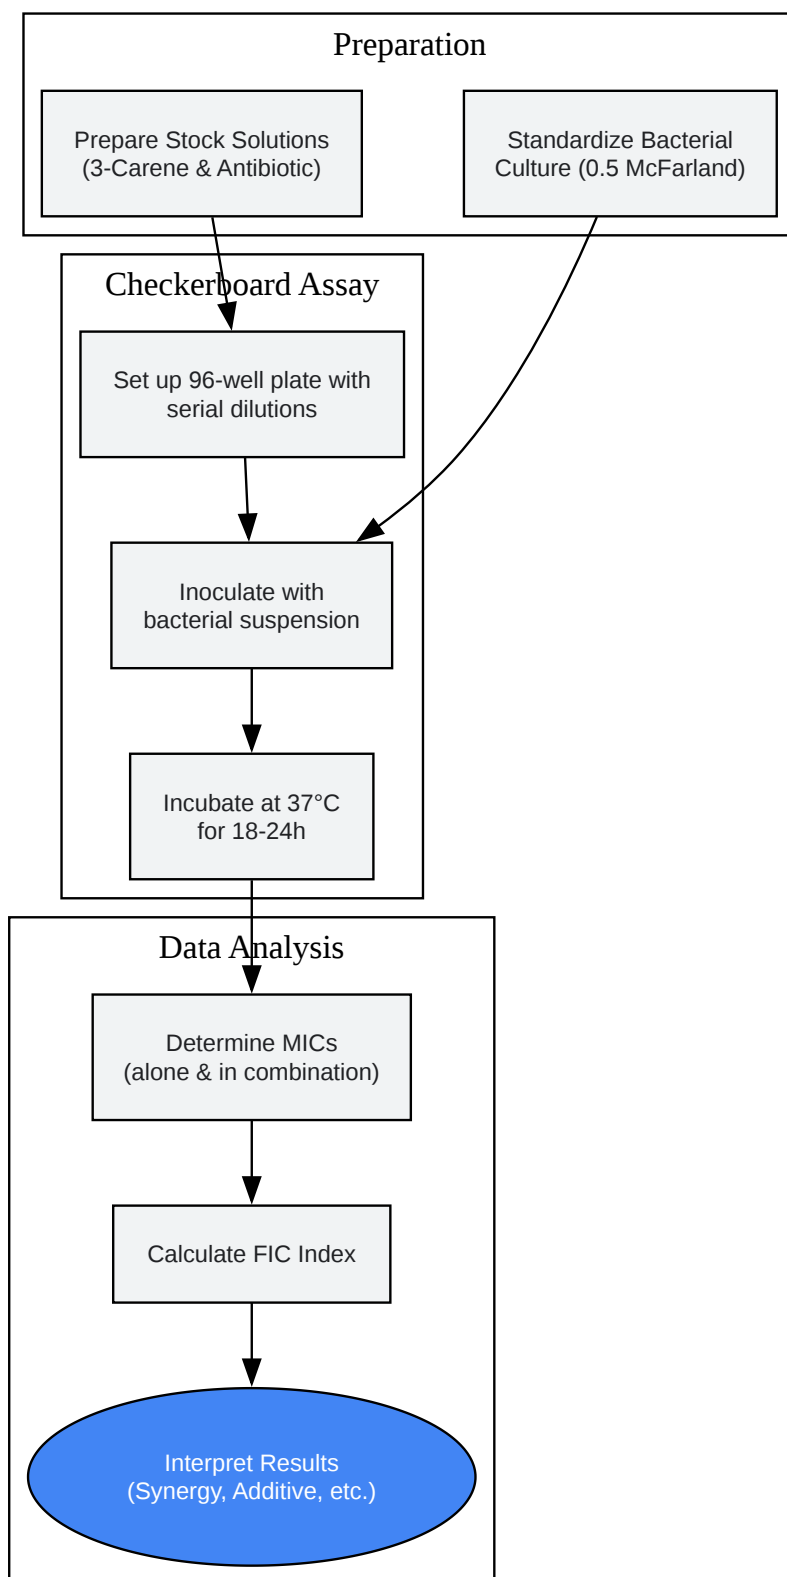 Preparation
Prepare Stock Solutions
(3-Carene & Antibiotic)
Standardize Bacterial
Culture (0.5 McFarland)
Checkerboard Assay
Set up 96-well plate with
serial dilutions
Inoculate with
bacterial suspension
Incubate at 37°C
for 18-24h
Data Analysis
Determine MICs
(alone & in combination)
Calculate FIC Index
Interpret Results
(Synergy, Additive, etc.)